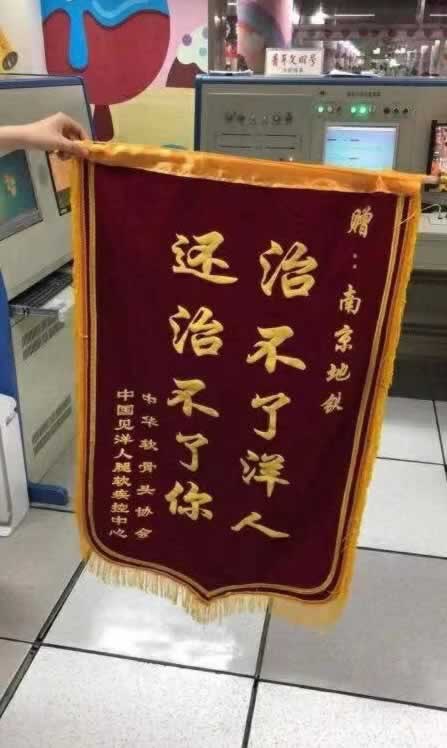 青年文明号
赠：南京地铁
治不了洋人
还治不了你
中华软骨头协会
中国见洋人腿软疾控中心